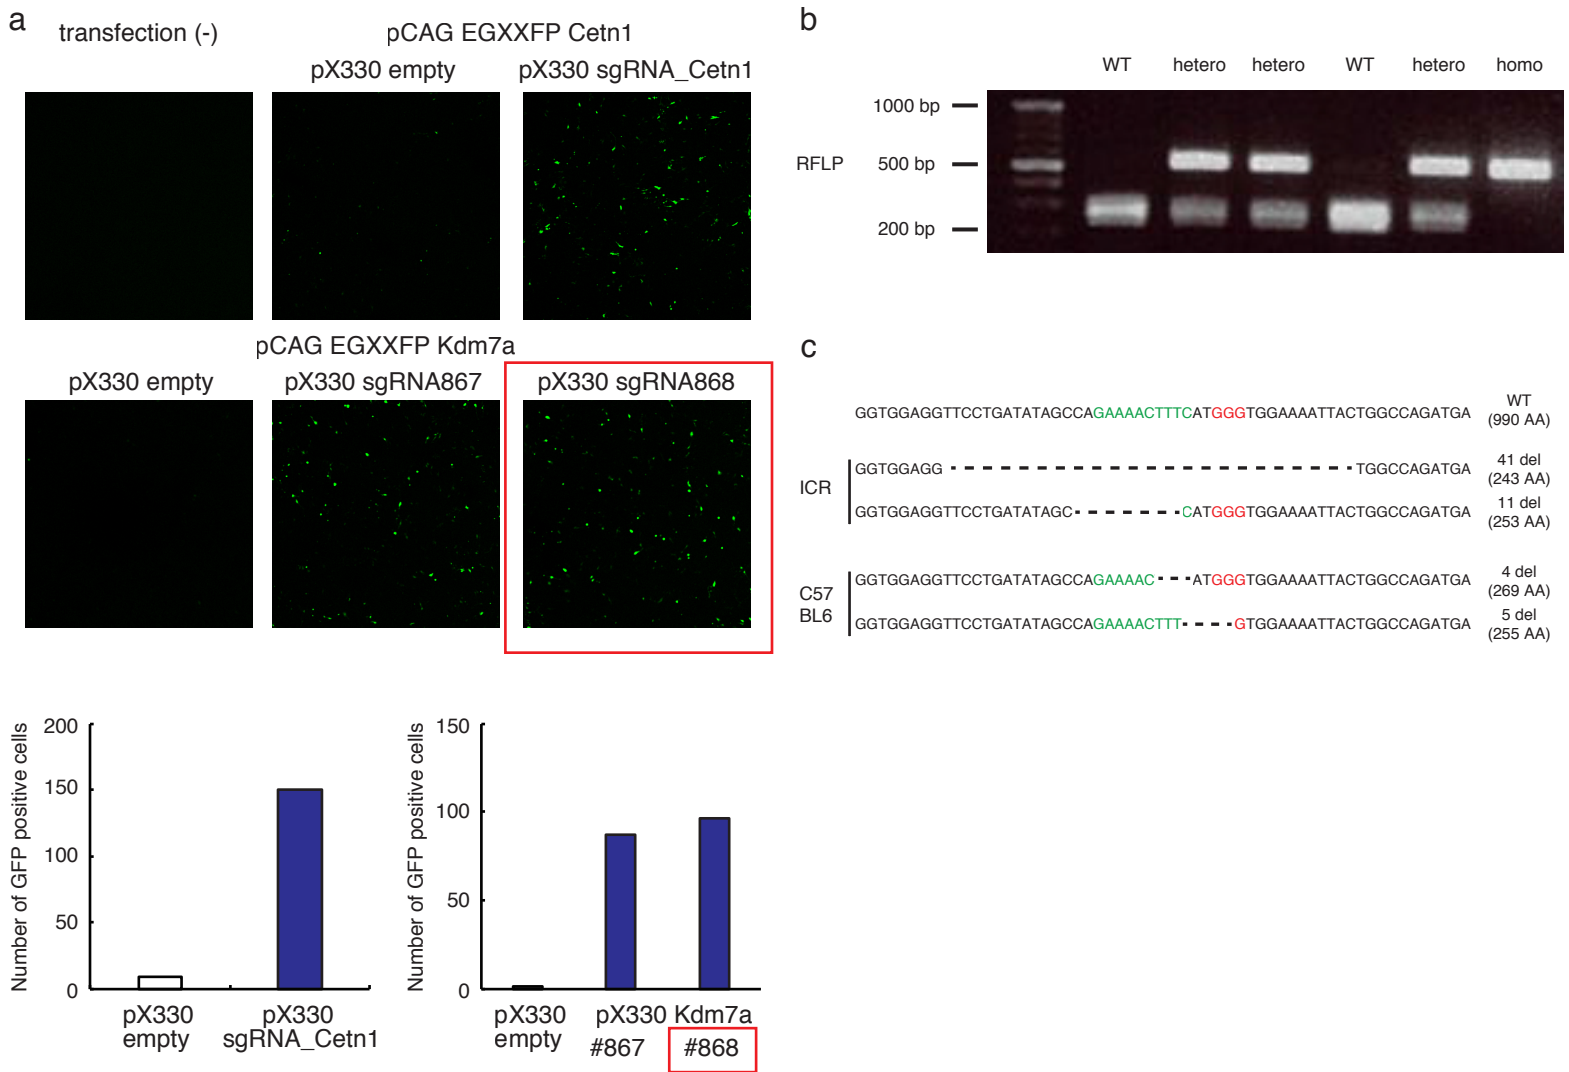 a
transfection (-)
pCAG EGXXFP Cetn1
pX330 empty
pX330 sgRNA_Cetn1
pCAG EGXXFP Kdm7a
pX330 empty
pX330 sgRNA867
pX330 sgRNA868
Number of GFP positive cells
200
150
100
50
0
pX330 empty
pX330 sgRNA_Cetn1
Number of GFP positive cells
150
100
50
0
pX330 empty
pX330 Kdm7a
#867
#868
b
WT hetero hetero WT hetero homo
RFLP
1000 bp
500 bp
200 bp
c
GGTGGAGGTTCCTGATATAGCCAGAAAACTTTCATGGGTGGAAAATTACTGGCCAGATGA
WT
(990 AA)
ICR
GGTGGAGG - - - - - - - - - - - - - - - - - - - - - - - - - TGGCCAGATGA
41 del
(243 AA)
GGTGGAGGTTCCTGATATAGC - - - - - - - CATGGGTGGAAAATTACTGGCCAGATGA
11 del
(253 AA)
C57
BL6
GGTGGAGGTTCCTGATATAGCCAGAAAAC - - - ATGGGTGGAAAATTACTGGCCAGATGA
4 del
(269 AA)
GGTGGAGGTTCCTGATATAGCCAGAAAACTTT - - - - GTGGAAAATTACTGGCCAGATGA
5 del
(255 AA)